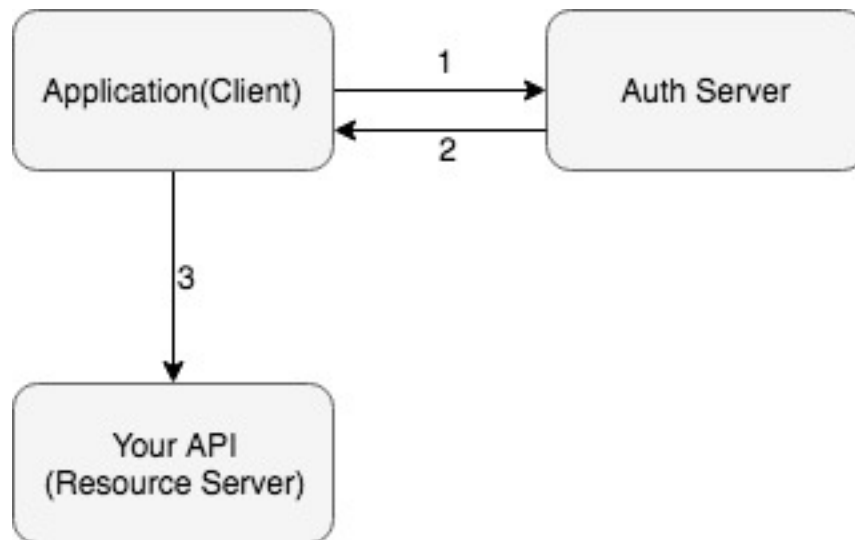 Application(Client)
1
Auth Server
2
3
Your API
(Resource Server)